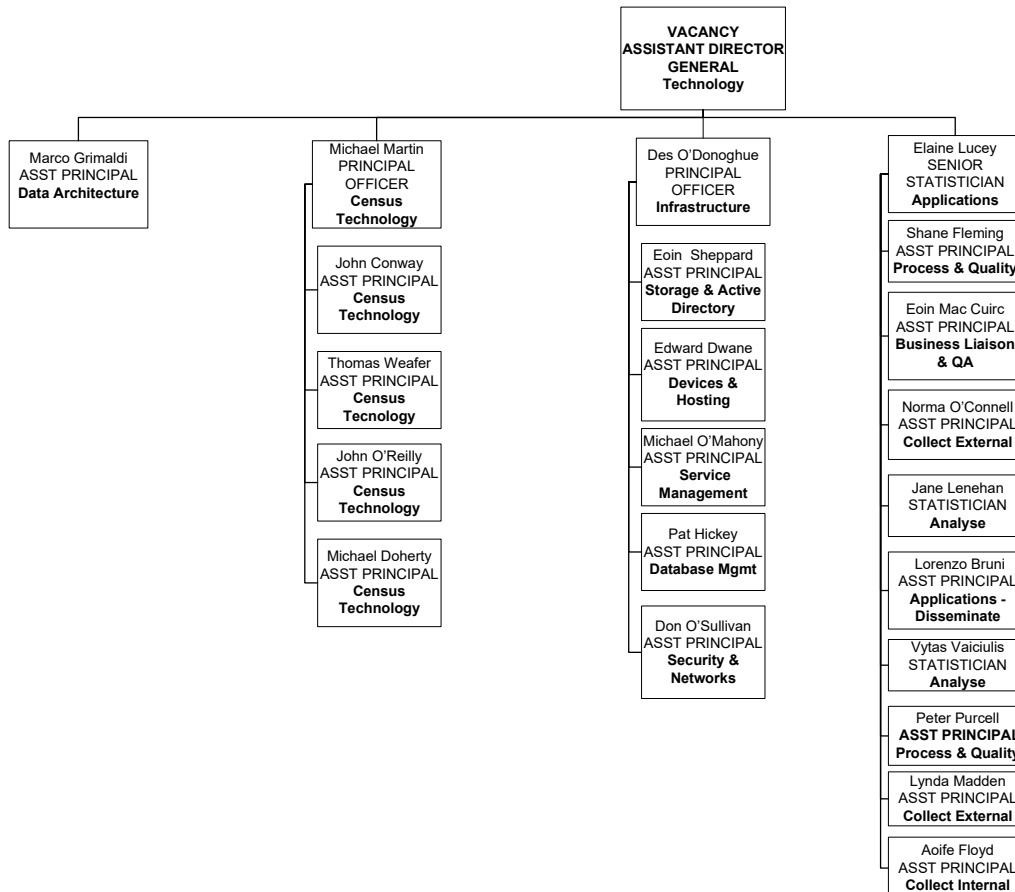 VACANCY
ASSISTANT DIRECTOR
GENERAL
Technology
Marco Grimaldi
ASST PRINCIPAL
Data Architecture
Michael Martin
PRINCIPAL
OFFICER
Census
Technology
John Conway
ASST PRINCIPAL
Census
Technology
Thomas Weafer
ASST PRINCIPAL
Census
Tecnology
John O’Reilly
ASST PRINCIPAL
Census
Technology
Michael Doherty
ASST PRINCIPAL
Census
Technology
Des O’Donoghue
PRINCIPAL
OFFICER
Infrastructure
Eoin Sheppard
ASST PRINCIPAL
Storage & Active
Directory
Edward Dwane
ASST PRINCIPAL
Devices &
Hosting
Michael O’Mahony
ASST PRINCIPAL
Service
Management
Pat Hickey
ASST PRINCIPAL
Database Mgmt
Don O’Sullivan
ASST PRINCIPAL
Security &
Networks
Elaine Lucey
SENIOR
STATISTICIAN
Applications
Shane Fleming
ASST PRINCIPAL
Process & Quality
Eoin Mac Cuirc
ASST PRINCIPAL
Business Liaison
& QA
Norma O’Connell
ASST PRINCIPAL
Collect External
Jane Lenehan
STATISTICIAN
Analyse
Lorenzo Bruni
ASST PRINCIPAL
Applications -
Disseminate
Vytas Vaiciulis
STATISTICIAN
Analyse
Peter Purcell
ASST PRINCIPAL
Process & Quality
Lynda Madden
ASST PRINCIPAL
Collect External
Aoife Floyd
ASST PRINCIPAL
Collect Internal